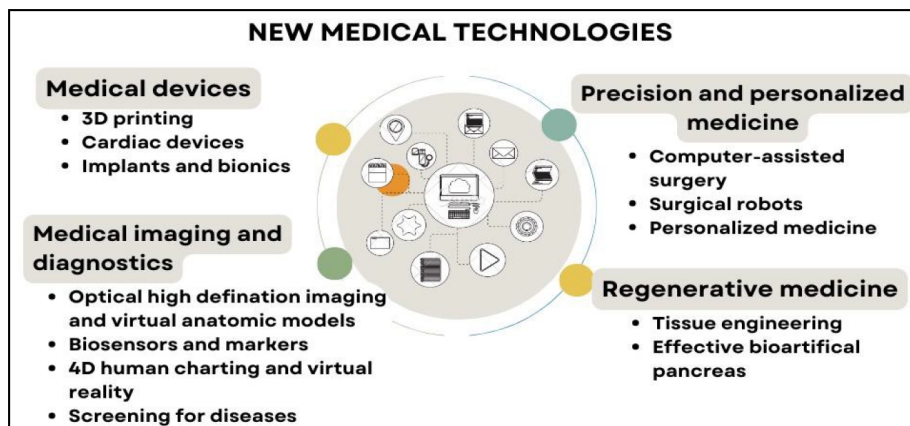 NEW MEDICAL TECHNOLOGIES
Medical devices
• 3D printing
• Cardiac devices
• Implants and bionics
Medical imaging and
diagnostics
• Optical high defination imaging
and virtual anatomic models
• Biosensors and markers
• 4D human charting and virtual
reality
• Screening for diseases
Precision and personalized
medicine
• Computer-assisted
surgery
• Surgical robots
• Personalized medicine
Regenerative medicine
• Tissue engineering
• Effective bioartifical
pancreas